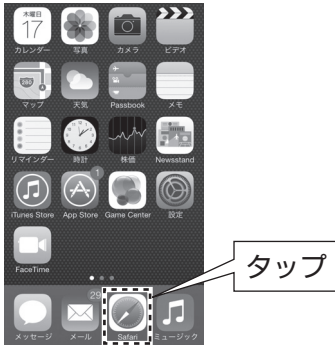 木曜日
17
カレンダー 写真 カメラ ビデオ
280
マップ 天気 Passbook メモ
リマインダー 時計 株価 Newsstand
1
iTunes Store App Store Game Center 設定
FaceTime
タップ
29
メッセージ メール Safari ミュージック